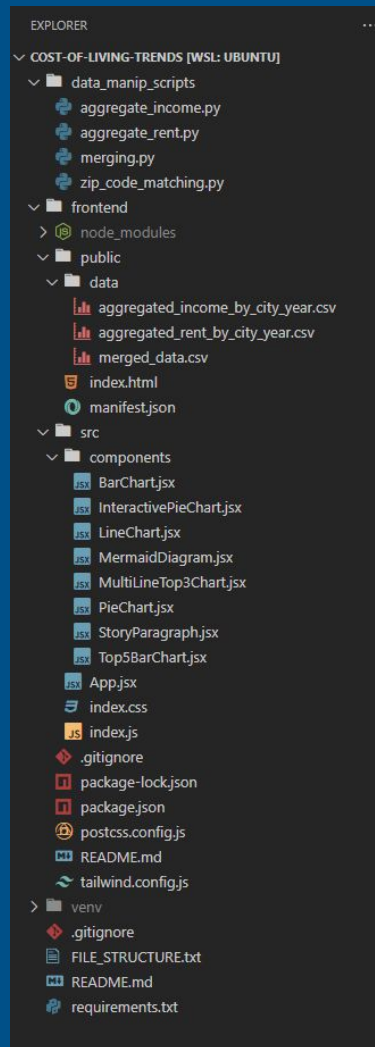 EXPLORER
COST-OF-LIVING-TRENDS [WSL: UBUNTU]
data_manip_scripts
aggregate_income.py
aggregate_rent.py
merging.py
zip_code_matching.py
frontend
node_modules
public
data
aggregated_income_by_city_year.csv
aggregated_rent_by_city_year.csv
merged_data.csv
index.html
manifest.json
src
components
BarChart.jsx
InteractivePieChart.jsx
LineChart.jsx
MermaidDiagram.jsx
MultiLineTop3Chart.jsx
PieChart.jsx
StoryParagraph.jsx
Top5BarChart.jsx
App.jsx
index.css
index.js
.gitignore
package-lock.json
package.json
postcss.config.js
README.md
tailwind.config.js
venv
.gitignore
FILE_STRUCTURE.txt
README.md
requirements.txt